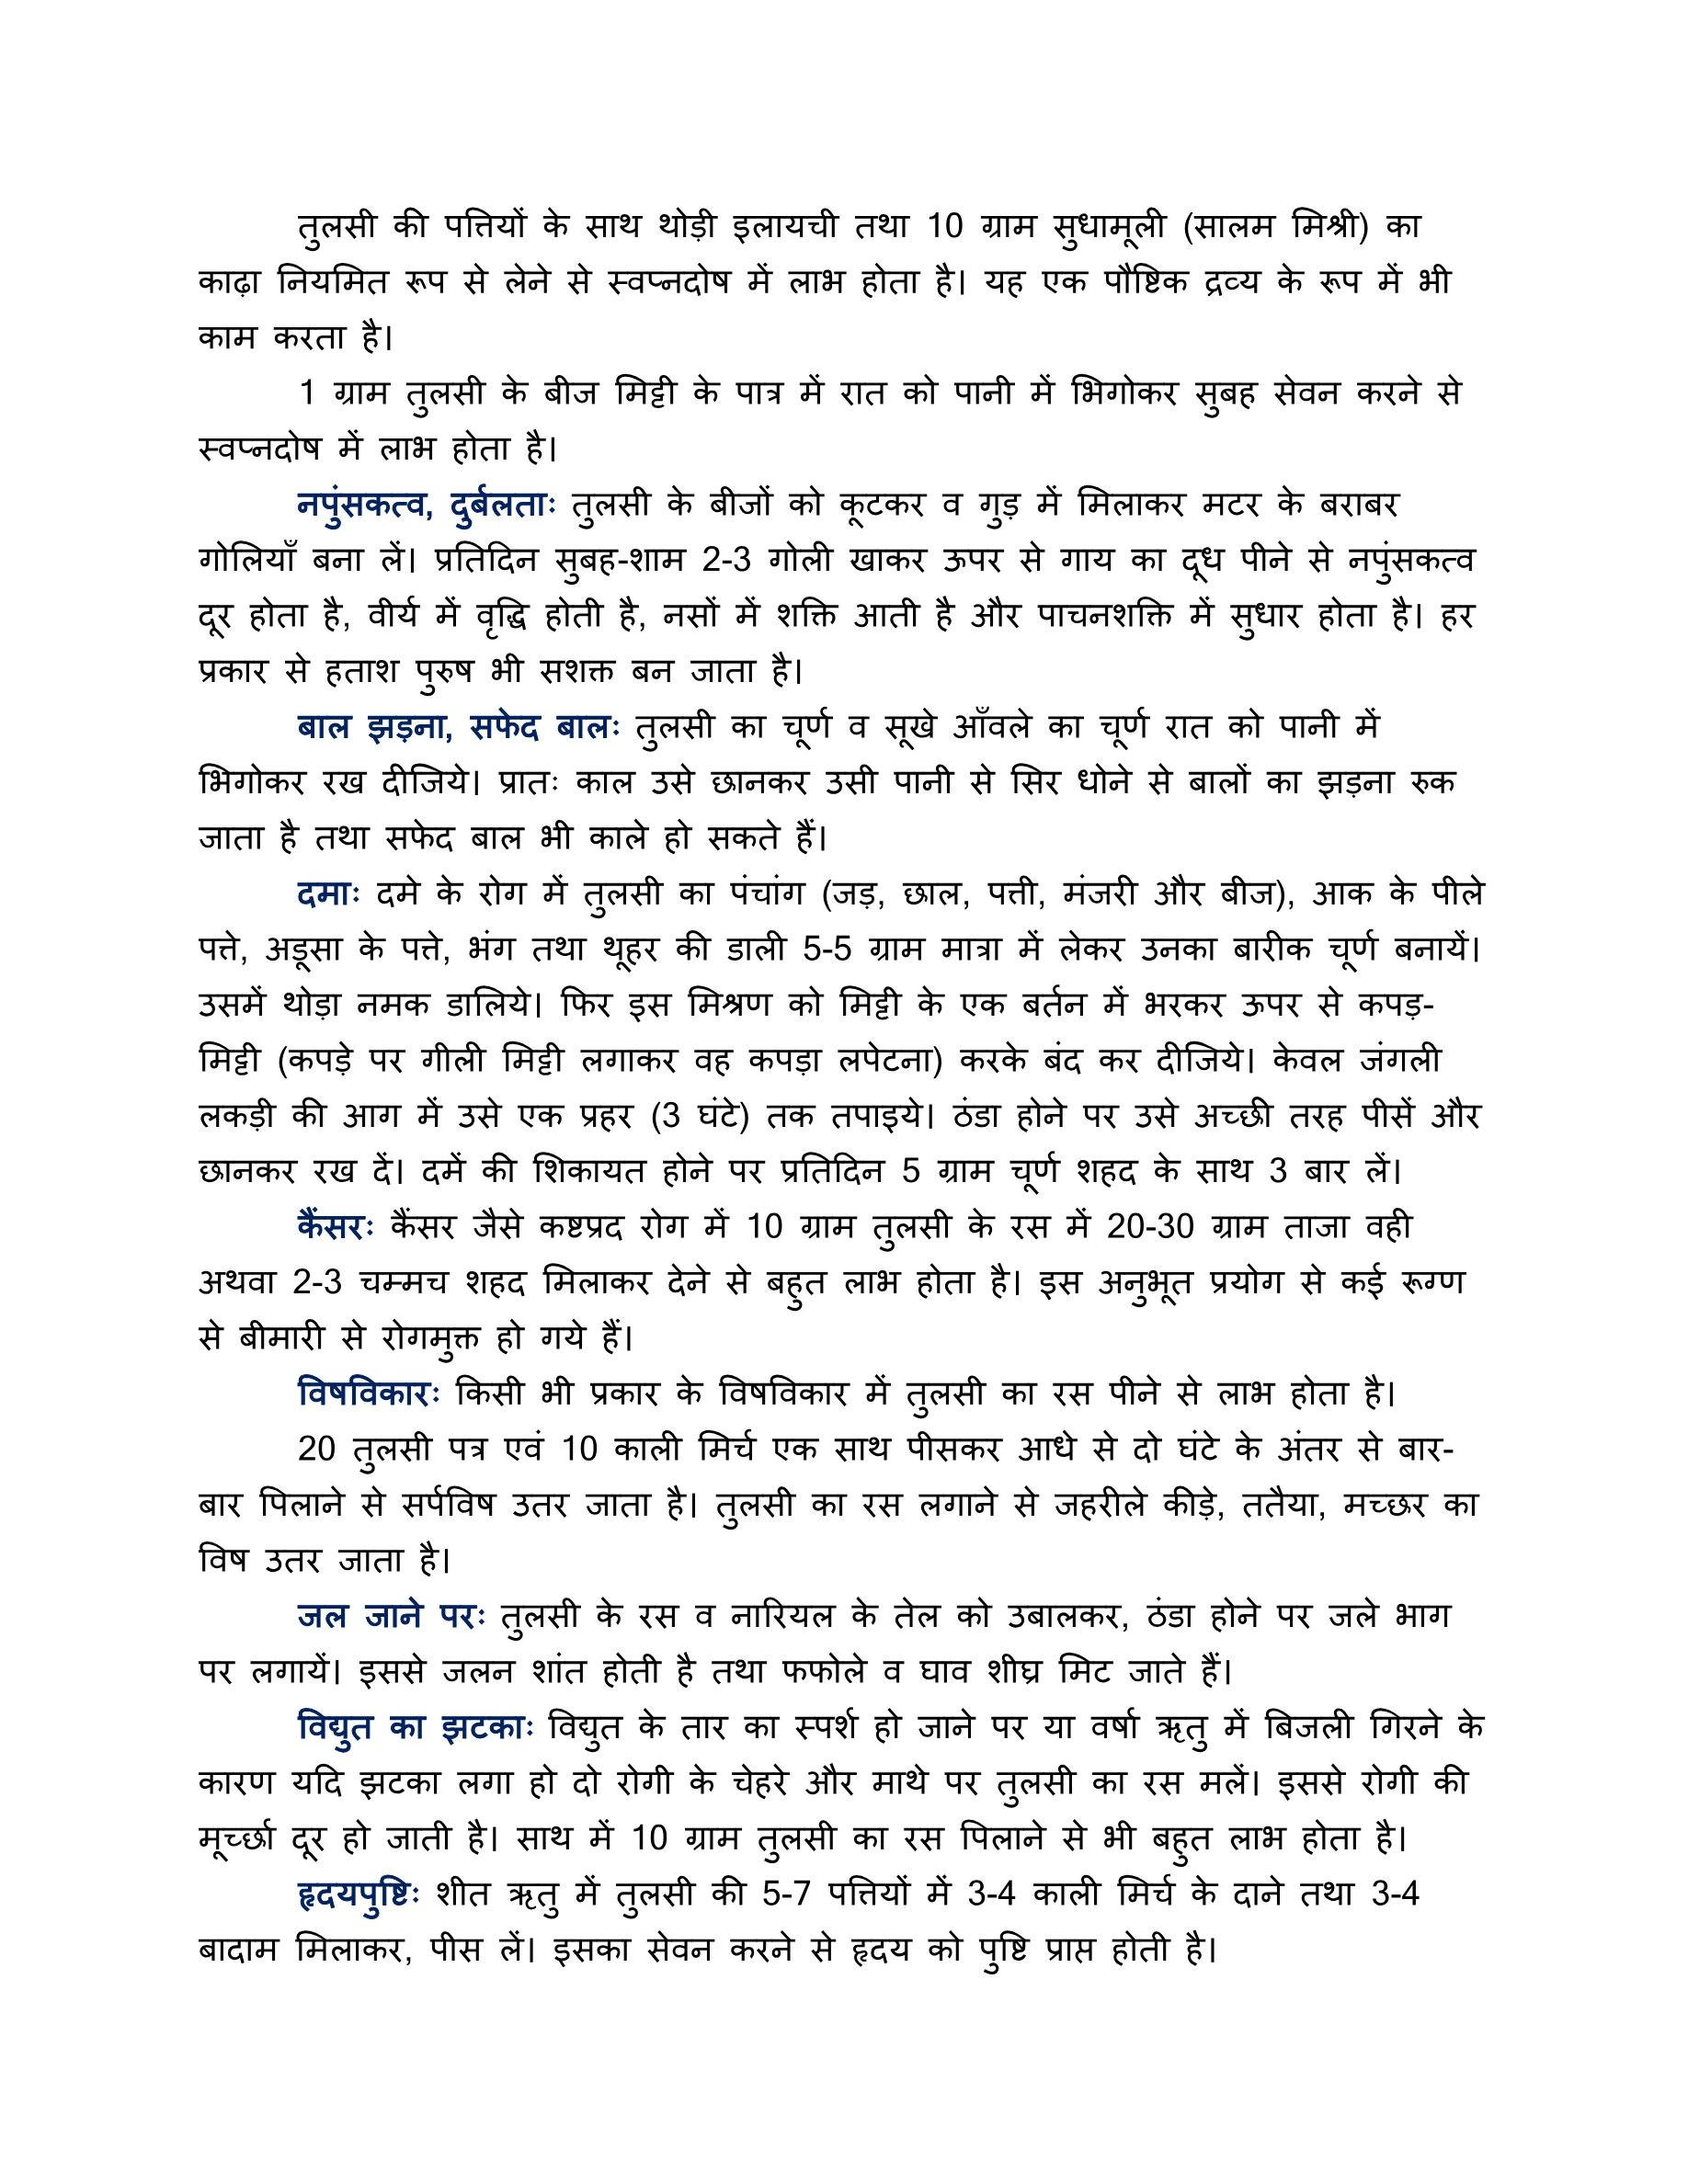 तुलसी की पत्तियों के साथ थोड़ी इलायची तथा 10 ग्राम सुधामूली (सालम मिश्री) का
काढ़ा नियमित रूप से लेने से स्वप्नदोष में लाभ होता है। यह एक पौष्टिक द्रव्य के रूप में भी
काम करता है।
1 ग्राम तुलसी के बीज मिट्टी के पात्र में रात को पानी में भिगोकर सुबह सेवन करने से
स्वप्नदोष में लाभ होता है।
नपुंसकत्व, दुर्बलताः तुलसी के बीजों को कूटकर व गुड़ में मिलाकर मटर के बराबर
गोलियाँ बना लें। प्रतिदिन सुबह-शाम 2-3 गोली खाकर ऊपर से गाय का दूध पीने से नपुंसकत्व
दूर होता है, वीर्य में वृद्धि होती है, नसों में शक्ति आती है और पाचनशक्ति में सुधार होता है। हर
प्रकार से हताश पुरुष भी सशक्त बन जाता है।
बाल झड़ना, सफेद बालः तुलसी का चूर्ण व सूखे आँवले का चूर्ण रात को पानी में
भिगोकर रख दीजिये। प्रातः काल उसे छानकर उसी पानी से सिर धोने से बालों का झड़ना रुक
जाता है तथा सफेद बाल भी काले हो सकते हैं।
दमाः दमे के रोग में तुलसी का पंचांग (जड़, छाल, पत्ती, मंजरी और बीज), आक के पीले
पत्ते, अडूसा के पत्ते, भंग तथा थूहर की डाली 5-5 ग्राम मात्रा में लेकर उनका बारीक चूर्ण बनायें।
उसमें थोड़ा नमक डालिये। फिर इस मिश्रण को मिट्टी के एक बर्तन में भरकर ऊपर से कपड़-
मिट्टी (कपड़े पर गीली मिट्टी लगाकर वह कपड़ा लपेटना) करके बंद कर दीजिये। केवल जंगली
लकड़ी की आग में उसे एक प्रहर (3 घंटे) तक तपाइये। ठंडा होने पर उसे अच्छी तरह पीसें और
छानकर रख दें। दमें की शिकायत होने पर प्रतिदिन 5 ग्राम चूर्ण शहद के साथ 3 बार लें।
कैंसरः कैंसर जैसे कष्टप्रद रोग में 10 ग्राम तुलसी के रस में 20-30 ग्राम ताजा वही
अथवा 2-3 चम्मच शहद मिलाकर देने से बहुत लाभ होता है। इस अनुभूत प्रयोग से कई रूग्ण
से बीमारी से रोगमुक्त हो गये हैं।
विषविकारः किसी भी प्रकार के विषविकार में तुलसी का रस पीने से लाभ होता है।
20 तुलसी पत्र एवं 10 काली मिर्च एक साथ पीसकर आधे से दो घंटे के अंतर से बार-
बार पिलाने से सर्पविष उतर जाता है। तुलसी का रस लगाने से जहरीले कीड़े, ततैया, मच्छर का
विष उतर जाता है।
जल जाने परः तुलसी के रस व नारियल के तेल को उबालकर, ठंडा होने पर जले भाग
पर लगायें। इससे जलन शांत होती है तथा फफोले व घाव शीघ्र मिट जाते हैं।
विद्युत का झटकाः विद्युत के तार का स्पर्श हो जाने पर या वर्षा ऋतु में बिजली गिरने के
कारण यदि झटका लगा हो दो रोगी के चेहरे और माथे पर तुलसी का रस मलें। इससे रोगी की
मूर्च्छा दूर हो जाती है। साथ में 10 ग्राम तुलसी का रस पिलाने से भी बहुत लाभ होता है।
हृदयपुष्टिः शीत ऋतु में तुलसी की 5-7 पत्तियों में 3-4 काली मिर्च के दाने तथा 3-4
बादाम मिलाकर, पीस लें। इसका सेवन करने से हृदय को पुष्टि प्राप्त होती है।